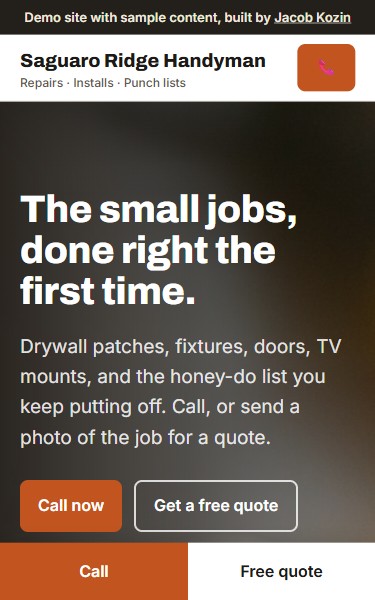 Demo site with sample content, built by Jacob Kozin
Saguaro Ridge Handyman
Repairs · Installs · Punch lists
The small jobs,
done right the
first time.
Drywall patches, fixtures, doors, TV
mounts, and the honey-do list you
keep putting off. Call, or send a
photo of the job for a quote.
Call now
Get a free quote
Call
Free quote